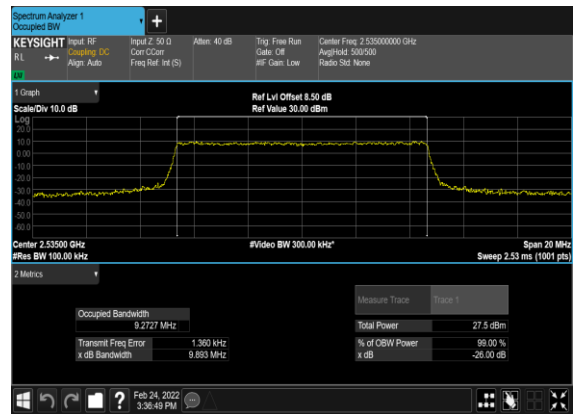 Spectrum Analyzer 1
Occupied BW
+
KEYSIGHT Input: RF Input Z: 50 Ω Atten: 40 dB Trig: Free Run Center Freq: 2.535000000 GHz
RL Coupling: DC Corr CCorr Gate: Off Avg|Hold: 500/500
Align: Auto Freq Ref: Int (S) #IF Gain: Low Radio Std: None
1 Graph
Ref Lvl Offset 8.50 dB
Scale/Div 10.0 dB Ref Value 30.00 dBm
Log
20.0
10.0
0.00
-10.0
-20.0
-30.0
-40.0
-50.0
-60.0
Center 2.53500 GHz #Video BW 300.00 kHz* Span 20 MHz
#Res BW 100.00 kHz Sweep 2.53 ms (1001 pts)
2 Metrics
Measure Trace Trace 1
Occupied Bandwidth
9.2727 MHz Total Power 27.5 dBm
Transmit Freq Error 1.360 kHz % of OBW Power 99.00 %
x dB Bandwidth 9.893 MHz x dB -26.00 dB
? Feb 24, 2022
3:36:49 PM